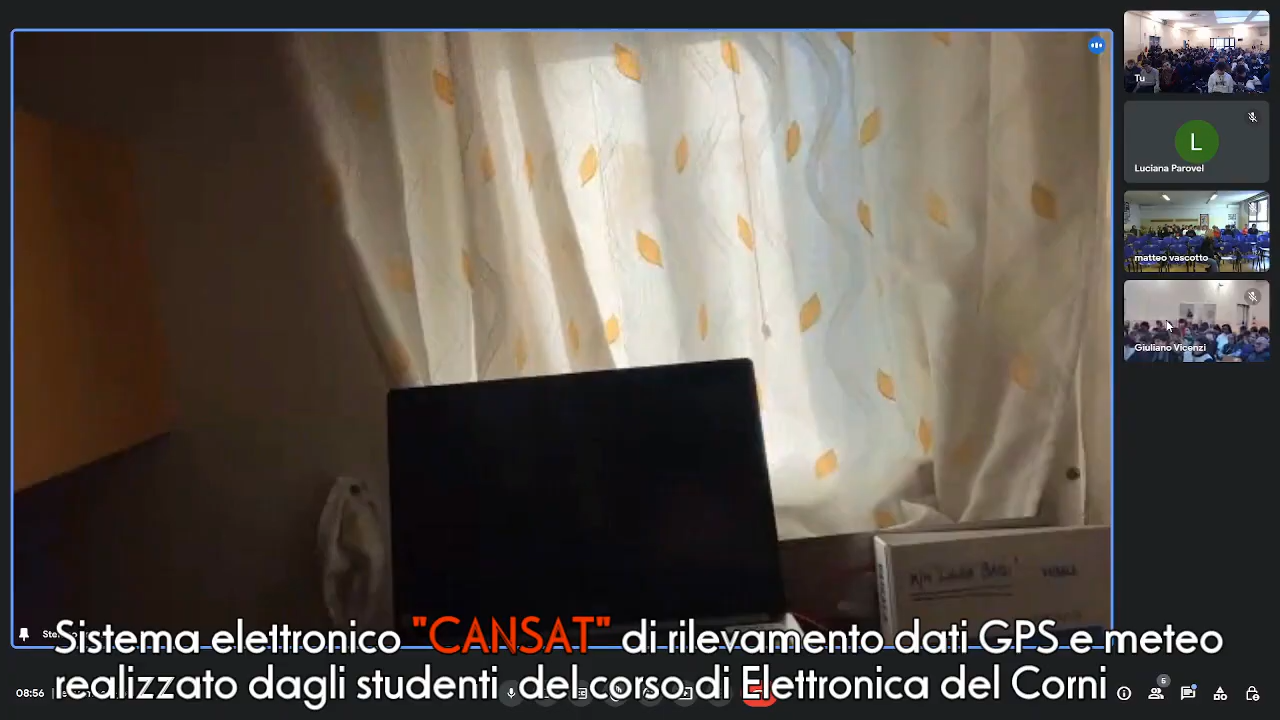 Tu
L
Luciana Parovel
matteo vascotto
Giuliano Vicenzi
Sistema elettronico "CANSAT" di rilevamento dati GPS e meteo
realizzato dagli studenti del corso di Elettronica del Corni
08:56
6